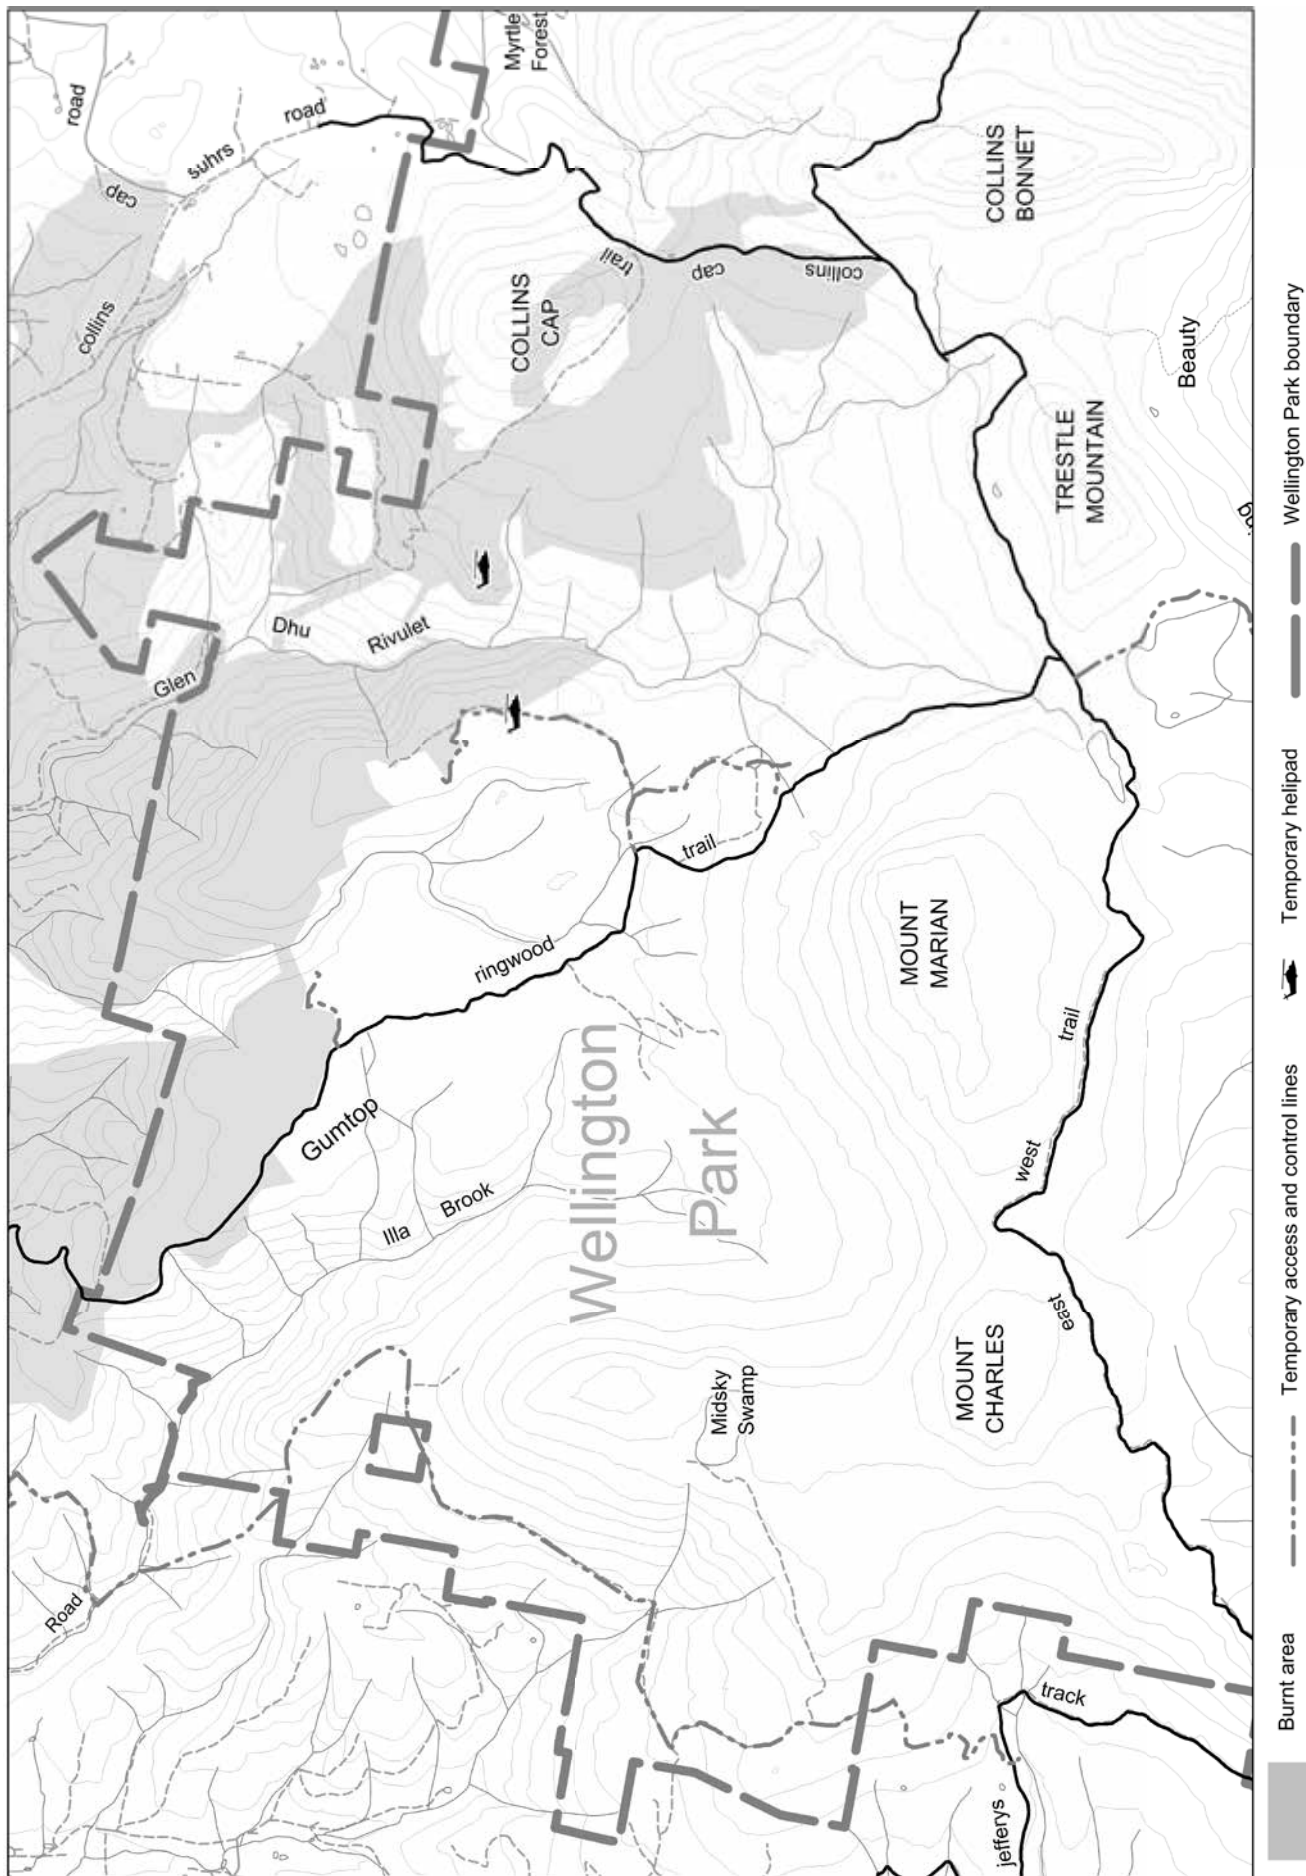 road
cap
suhrs
road
collins
Myrtle
Forest
COLLINS
BONNET
COLLINS
CAP
trail
cap
collins
Beauty
TRESTLE
MOUNTAIN
Dhu
Rivulet
Glen
trail
ringwood
Gumtop
MOUNT
MARIAN
trail
west
Wellington
Park
Illa
Brook
east
MOUNT
CHARLES
Midsky
Swamp
Road
track
jefferys
Burnt area
Temporary access and control lines
Temporary helipad
Wellington Park boundary